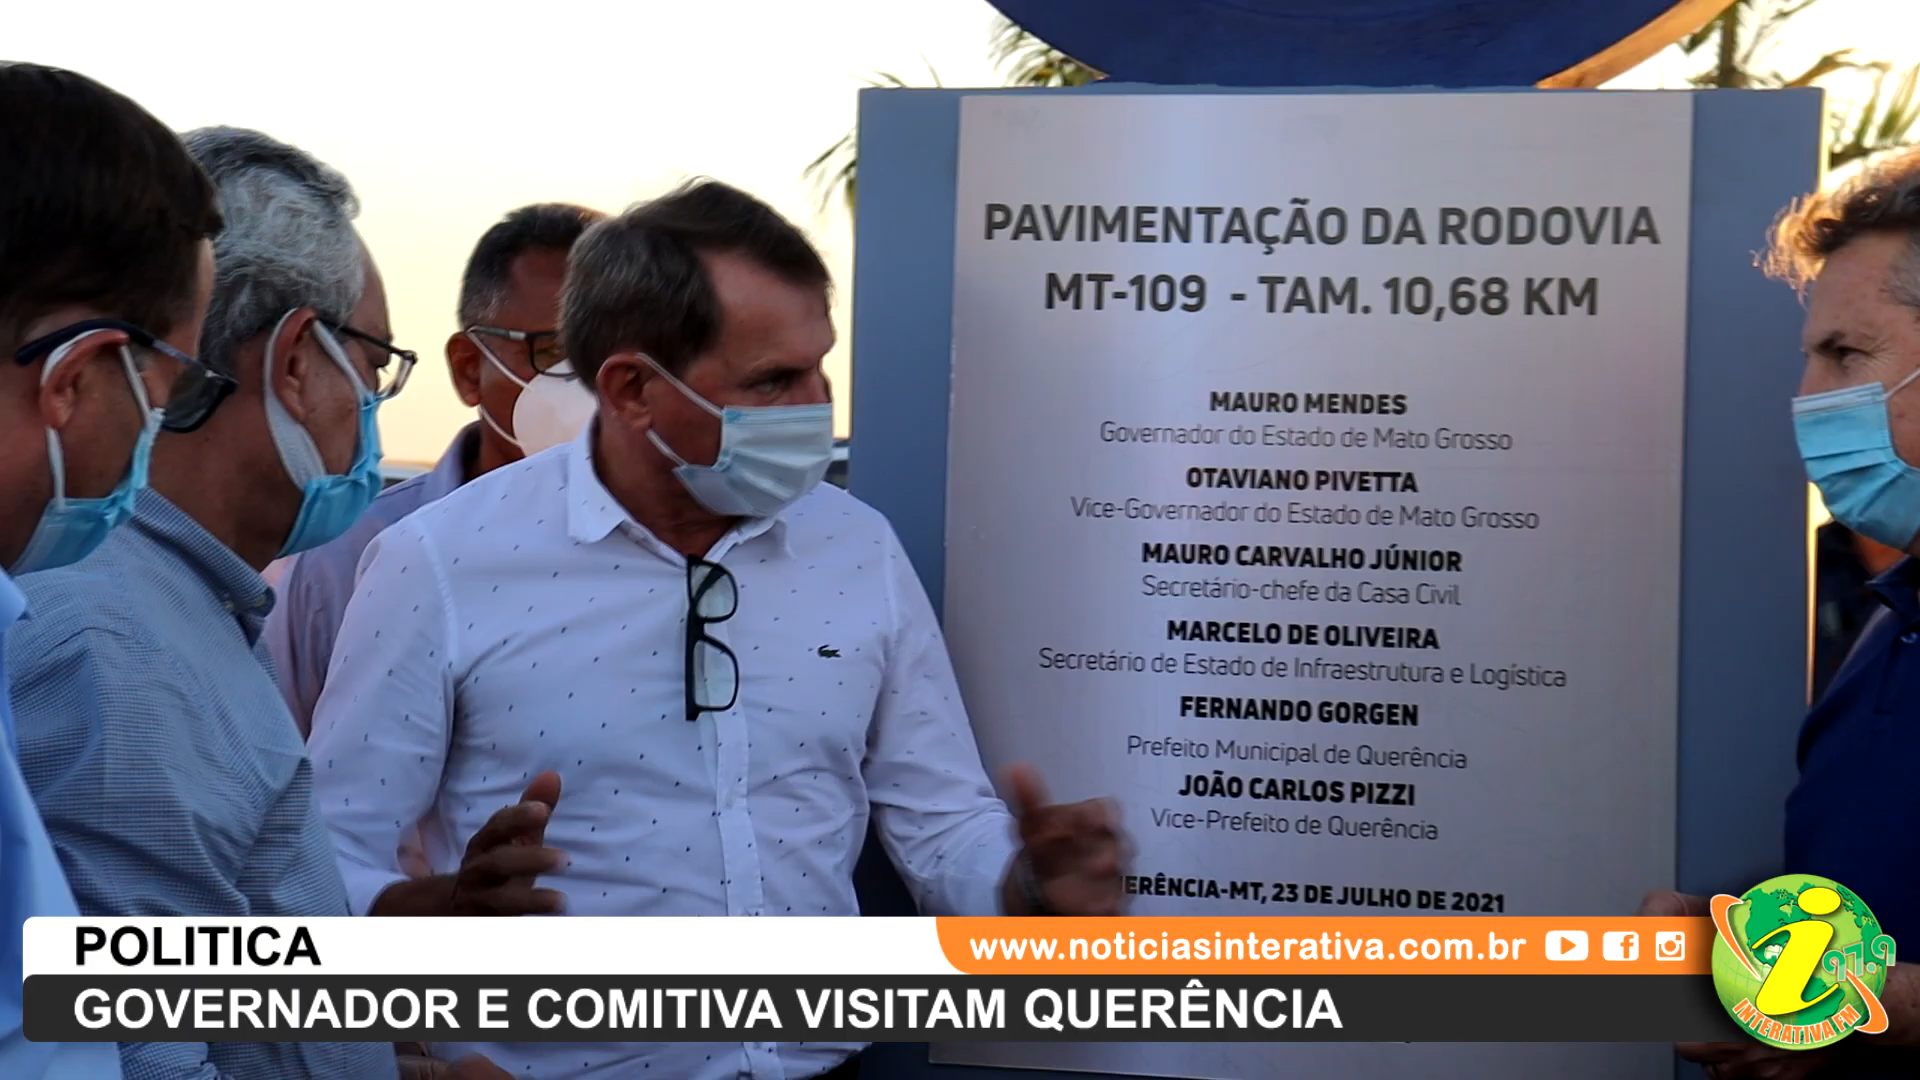 PAVIMENTAÇÃO DA RODOVIA
MT-109 - TAM. 10,68 KM
MAURO MENDES
Governador do Estado de Mato Grosso
OTAVIANO PIVETTA
Vice-Governador do Estado de Mato Grosso
MAURO CARVALHO JÚNIOR
Secretário-chefe da Casa Civil
MARCELO DE OLIVEIRA
Secretário de Estado de Infraestrutura e Logística
FERNANDO GORGEN
Prefeito Municipal de Querência
JOÃO CARLOS PIZZI
Vice-Prefeito de Querência
UERÊNCIA-MT, 23 DE JULHO DE 2021
POLITICA
www.noticiasinterativa.com.br
GOVERNADOR E COMITIVA VISITAM QUERÊNCIA
i 97.9
INTERATIVA FM